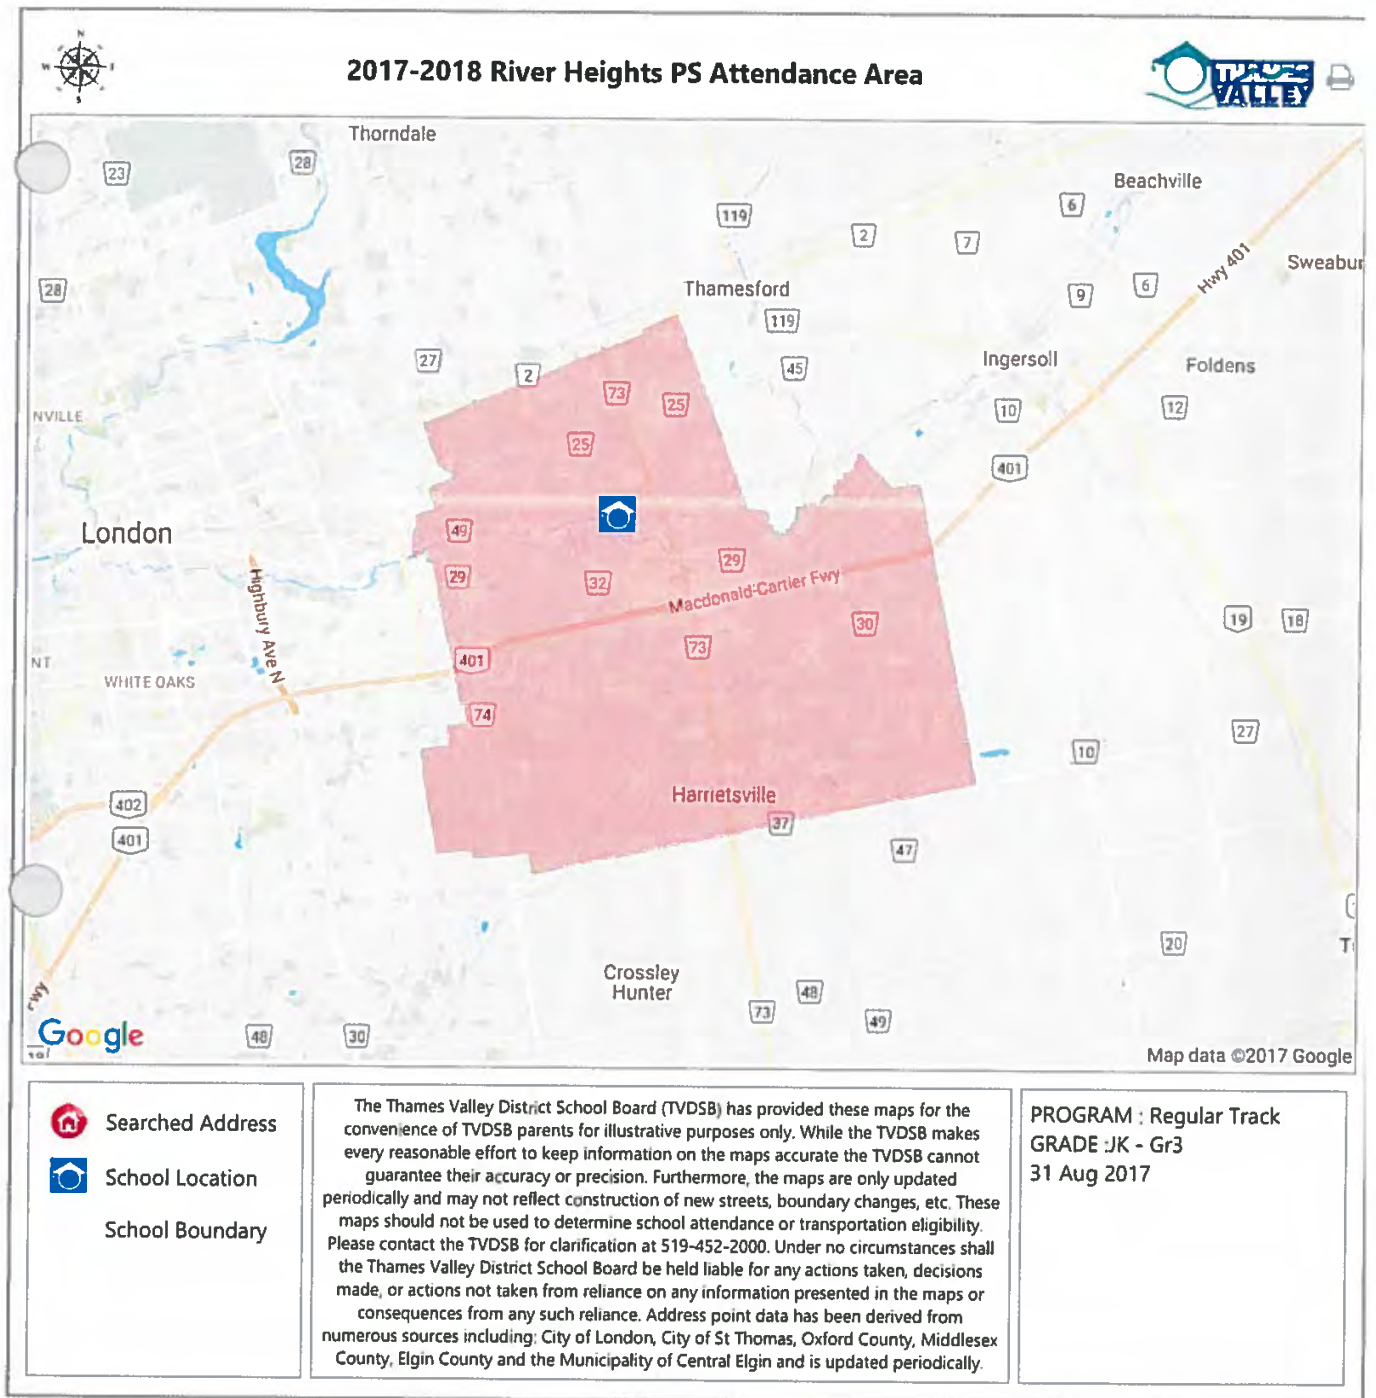 N
W
S
2017-2018 River Heights PS Attendance Area
THAMES
VALLEY
Thorndale
23
28
Beachville
6
119
2
7
Hwy 401
Sweabur
28
Thamesford
9
6
119
27
2
45
Ingersoll
Foldens
73
25
10
12
NVILLE
25
401
London
49
29
29
32
Macdonald-Cartier Fwy
Highbury Ave N
30
19
18
73
NT
401
WHITE OAKS
74
27
10
Harrietsville
402
37
401
47
20
T
Crossley
Hunter
rwy
48
73
49
Google
48
30
Map data ©2017 Google
Searched Address
School Location
School Boundary
The Thames Valley District School Board (TVDSB) has provided these maps for the
convenience of TVDSB parents for illustrative purposes only. While the TVDSB makes
every reasonable effort to keep information on the maps accurate the TVDSB cannot
guarantee their accuracy or precision. Furthermore, the maps are only updated
periodically and may not reflect construction of new streets, boundary changes, etc. These
maps should not be used to determine school attendance or transportation eligibility.
Please contact the TVDSB for clarification at 519-452-2000. Under no circumstances shall
the Thames Valley District School Board be held liable for any actions taken, decisions
made, or actions not taken from reliance on any information presented in the maps or
consequences from any such reliance. Address point data has been derived from
numerous sources including: City of London, City of St Thomas, Oxford County, Middlesex
County, Elgin County and the Municipality of Central Elgin and is updated periodically.
PROGRAM : Regular Track
GRADE :JK - Gr3
31 Aug 2017